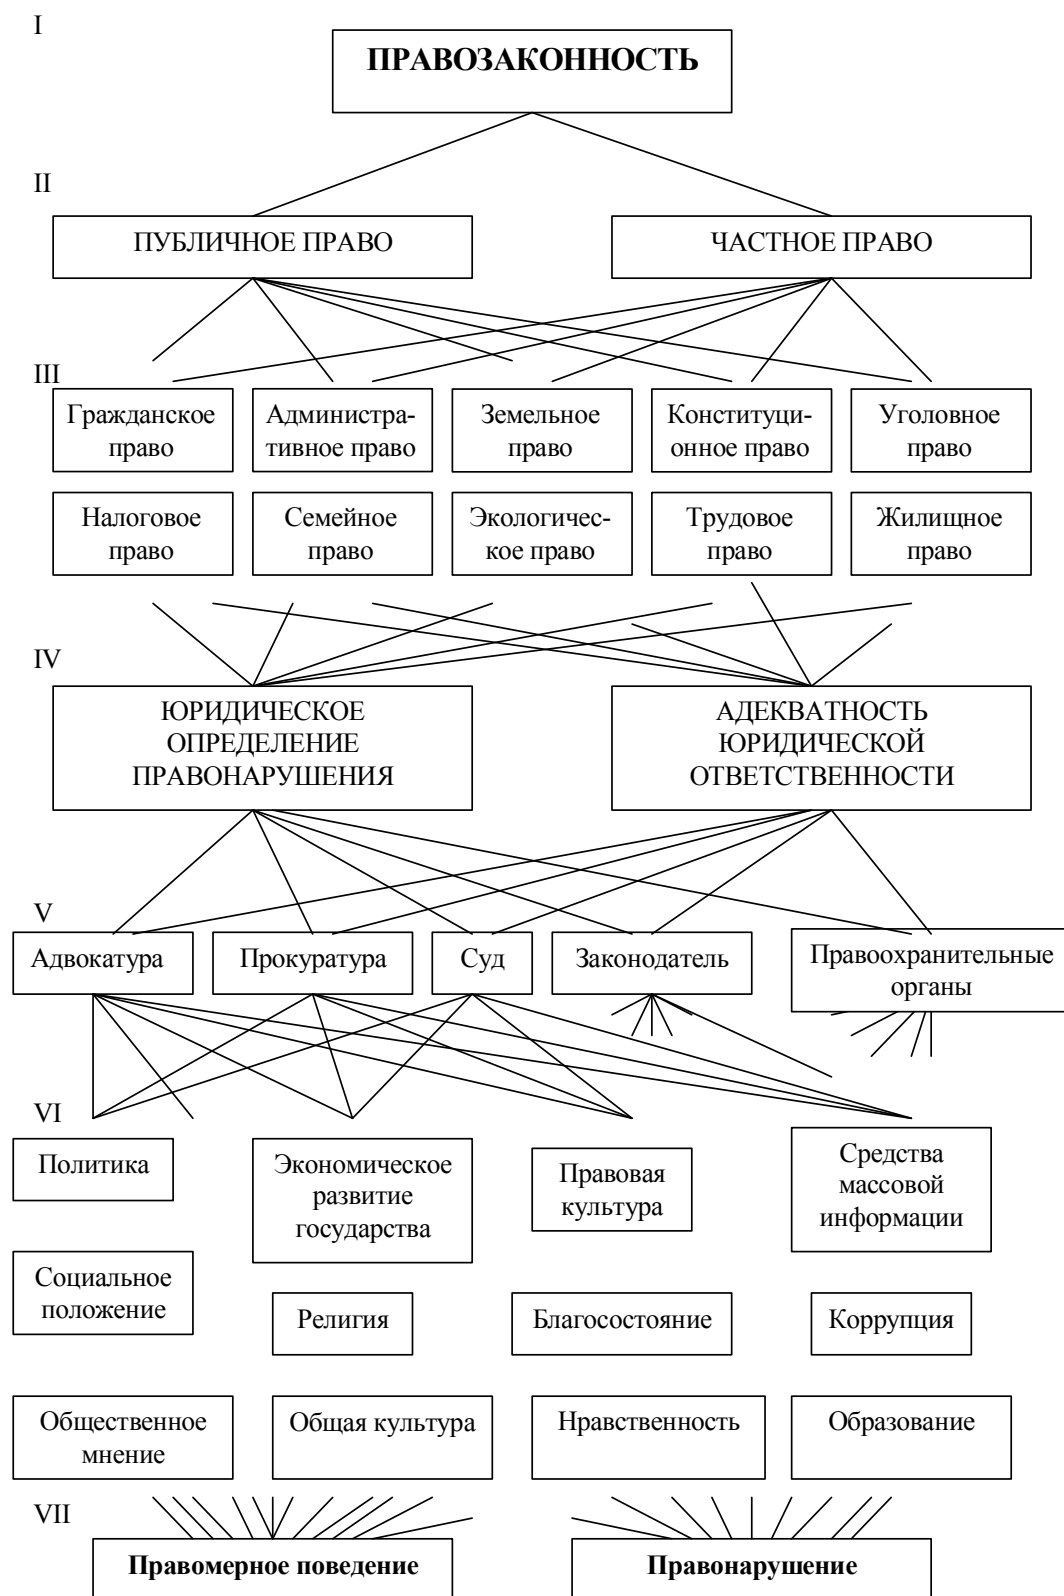 I
ПРАВОЗАКОННОСТЬ
II
ПУБЛИЧНОЕ ПРАВО
ЧАСТНОЕ ПРАВО
III
Гражданское
право
Администра-
тивное право
Земельное
право
Конституци-
онное право
Уголовное
право
Налоговое
право
Семейное
право
Экологичес-
кое право
Трудовое
право
Жилищное
право
IV
ЮРИДИЧЕСКОЕ
ОПРЕДЕЛЕНИЕ
ПРАВОНАРУШЕНИЯ
АДЕКВАТНОСТЬ
ЮРИДИЧЕСКОЙ
ОТВЕТСТВЕННОСТИ
V
Адвокатура
Прокуратура
Суд
Законодатель
Правоохранительные
органы
VI
Политика
Экономическое
развитие
государства
Правовая
культура
Средства
массовой
информации
Социальное
положение
Религия
Благосостояние
Коррупция
Общественное
мнение
Общая культура
Нравственность
Образование
VII
Правомерное поведение
Правонарушение